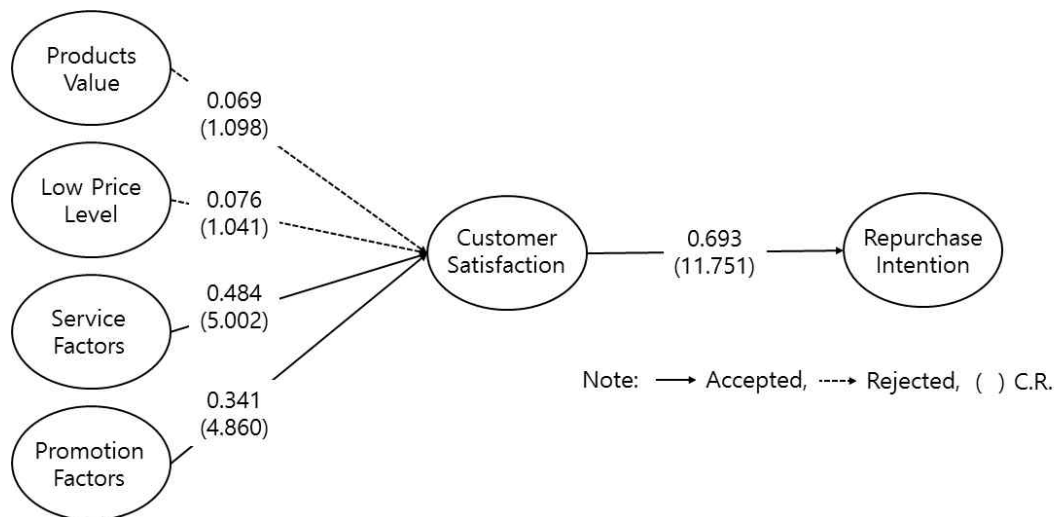 Products
Value
0.069
(1.098)
Low Price
Level
0.076
(1.041)
Customer
Satisfaction
0.693
(11.751)
Repurchase
Intention
Service
Factors
0.484
(5.002)
Note: → Accepted, ⇢ Rejected, ( ) C.R.
0.341
(4.860)
Promotion
Factors